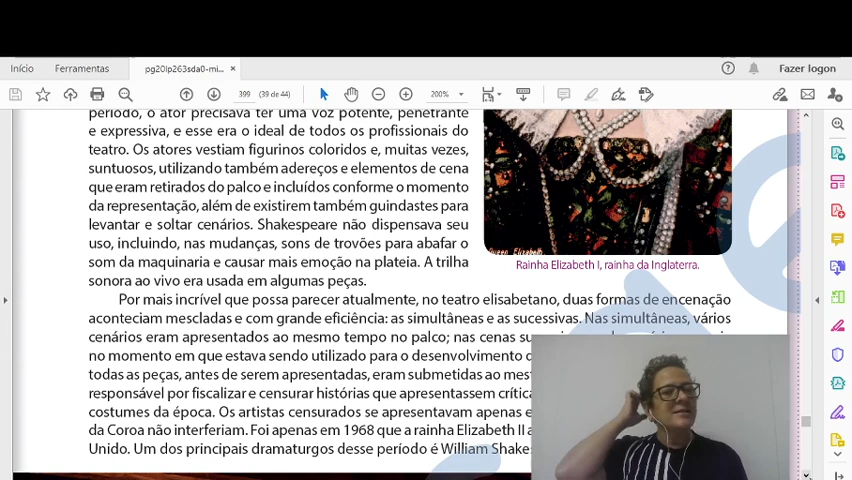 Início
Ferramentas
pg20lp263sda0-mi...
Fazer logon
399
(39 de 44)
200%
período, o ator precisava ter uma voz potente, penetrante
e expressiva, e esse era o ideal de todos os profissionais do
teatro. Os atores vestiam figurinos coloridos e, muitas vezes,
suntuosos, utilizando também adereços e elementos de cena
que eram retirados do palco e incluídos conforme o momento
da representação, além de existirem também guindastes para
levantar e soltar cenários. Shakespeare não dispensava seu
uso, incluindo, nas mudanças, sons de trovões para abafar o
som da maquinaria e causar mais emoção na plateia. A trilha
sonora ao vivo era usada em algumas peças.
Queen Elizabeth
Rainha Elizabeth I, rainha da Inglaterra.
Por mais incrível que possa parecer atualmente, no teatro elisabetano, duas formas de encenação
aconteciam mescladas e com grande eficiência: as simultâneas e as sucessivas. Nas simultâneas, vários
cenários eram apresentados ao mesmo tempo no palco; nas cenas
no momento em que estava sendo utilizado para o desenvolvimento
todas as peças, antes de serem apresentadas, eram submetidas ao
responsável por fiscalizar e censurar histórias que apresentassem
costumes da época. Os artistas censurados se apresentavam apenas
da Coroa não interferiam. Foi apenas em 1968 que a rainha Elizabeth II
Unido. Um dos principais dramaturgos desse período é William